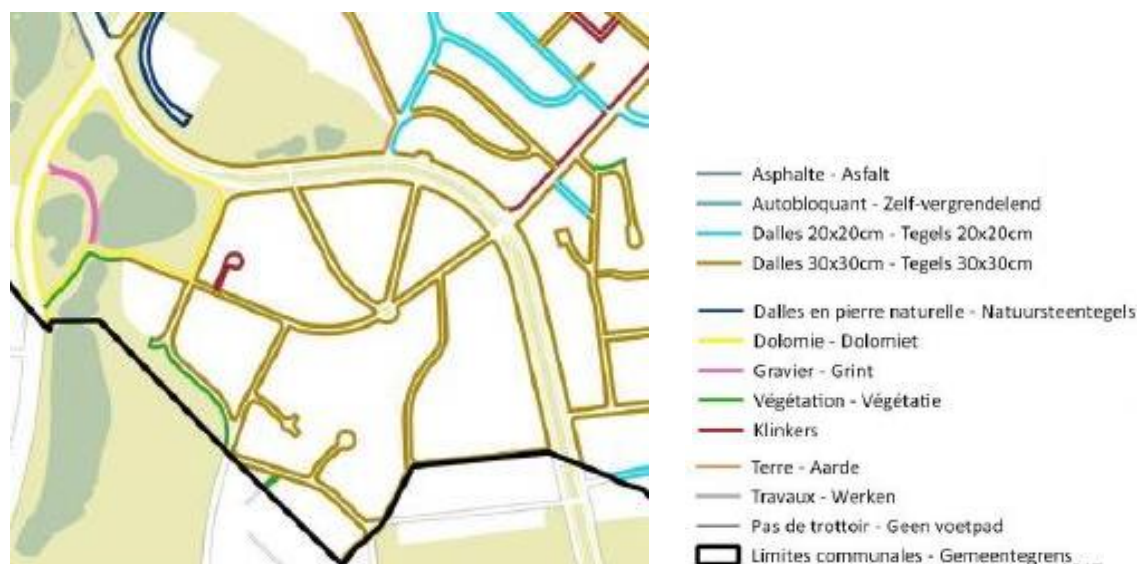 Asphalte - Asfalt
Autobloquant - Zelf-vergrendelend
Dalles 20x20cm - Tegels 20x20cm
Dalles 30x30cm - Tegels 30x30cm
Dalles en pierre naturelle - Natuursteentegels
Dolomie - Dolomiet
Gravier - Grint
Végétation - Végétatie
Klinkers
Terre - Aarde
Travaux - Werken
Pas de trottoir - Geen voetpad
Limites communales - Gemeentegrens